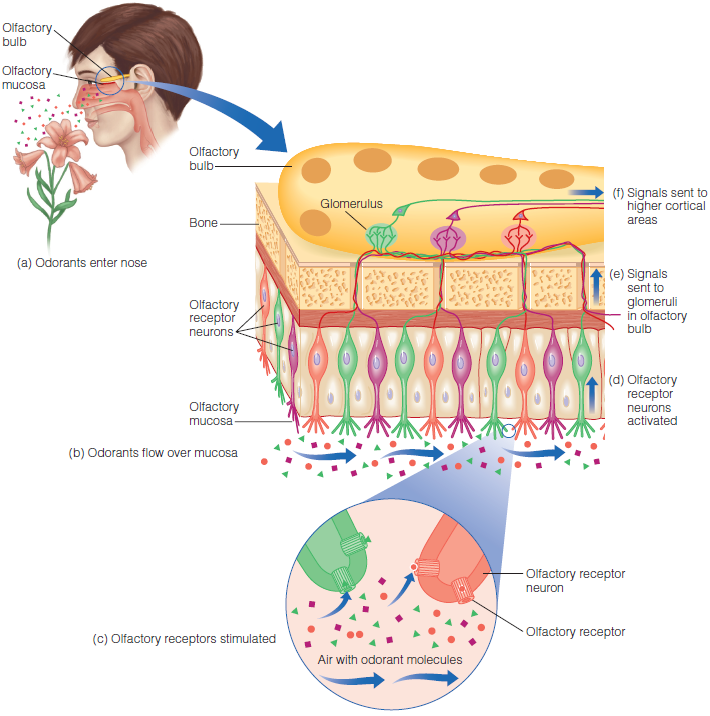 Olfactory
bulb
Olfactory
mucosa
(a) Odorants enter nose
Olfactory
bulb
Glomerulus
Bone
(f) Signals sent to
higher cortical
areas
(e) Signals
sent to
glomeruli
in olfactory
bulb
Olfactory
receptor
neurons
(d) Olfactory
receptor
neurons
activated
Olfactory
mucosa
(b) Odorants flow over mucosa
Olfactory receptor
neuron
Olfactory receptor
(c) Olfactory receptors stimulated
Air with odorant molecules